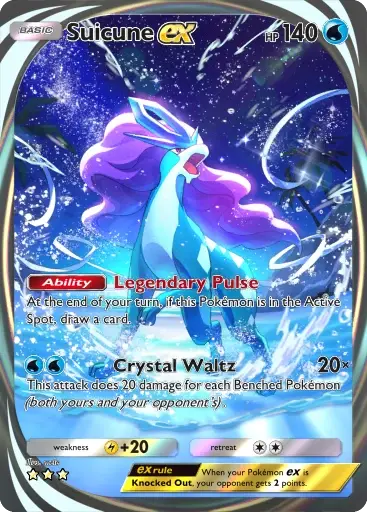 BASIC Suicune ex HP 140
Ability Legendary Pulse
At the end of your turn, if this Pokémon is in the Active
Spot, draw a card.
Crystal Waltz 20×
This attack does 20 damage for each Benched Pokémon
(both yours and your opponent's).
weakness +20 retreat
ex rule When your Pokémon ex is
Knocked Out, your opponent gets 2 points.